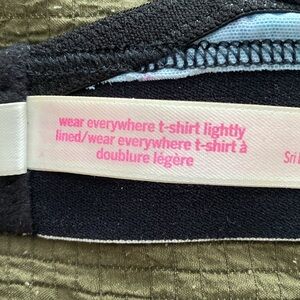 wear everywhere t-shirt lightly
lined/wear everywhere t-shirt à
doublure légère
Sri